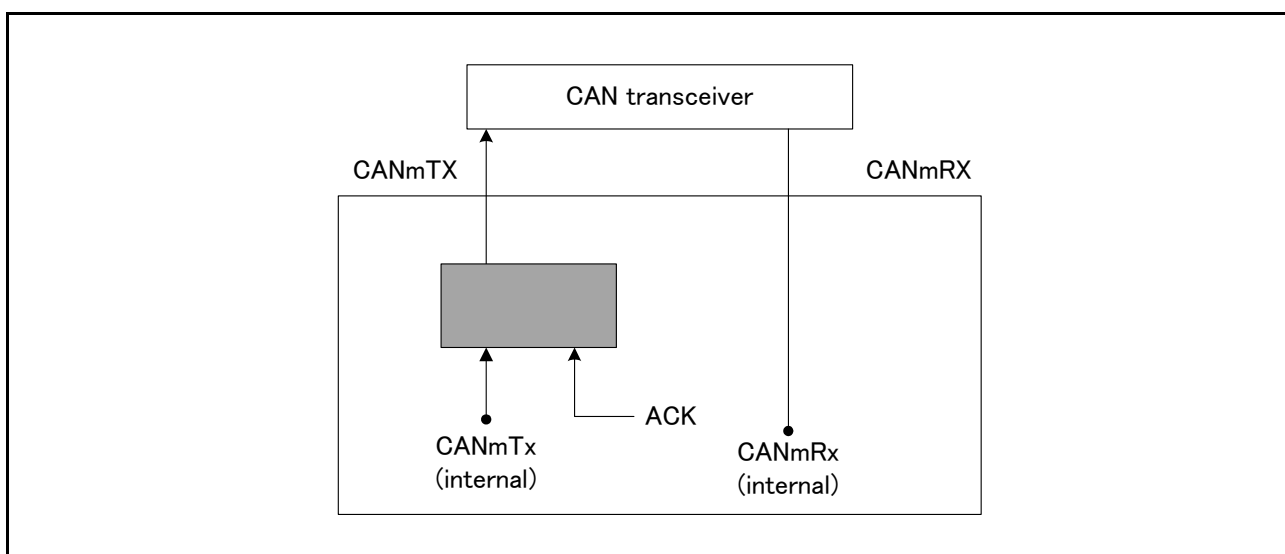 CAN transceiver
CANmTX
CANmRX
ACK
CANmTx
(internal)
CANmRx
(internal)